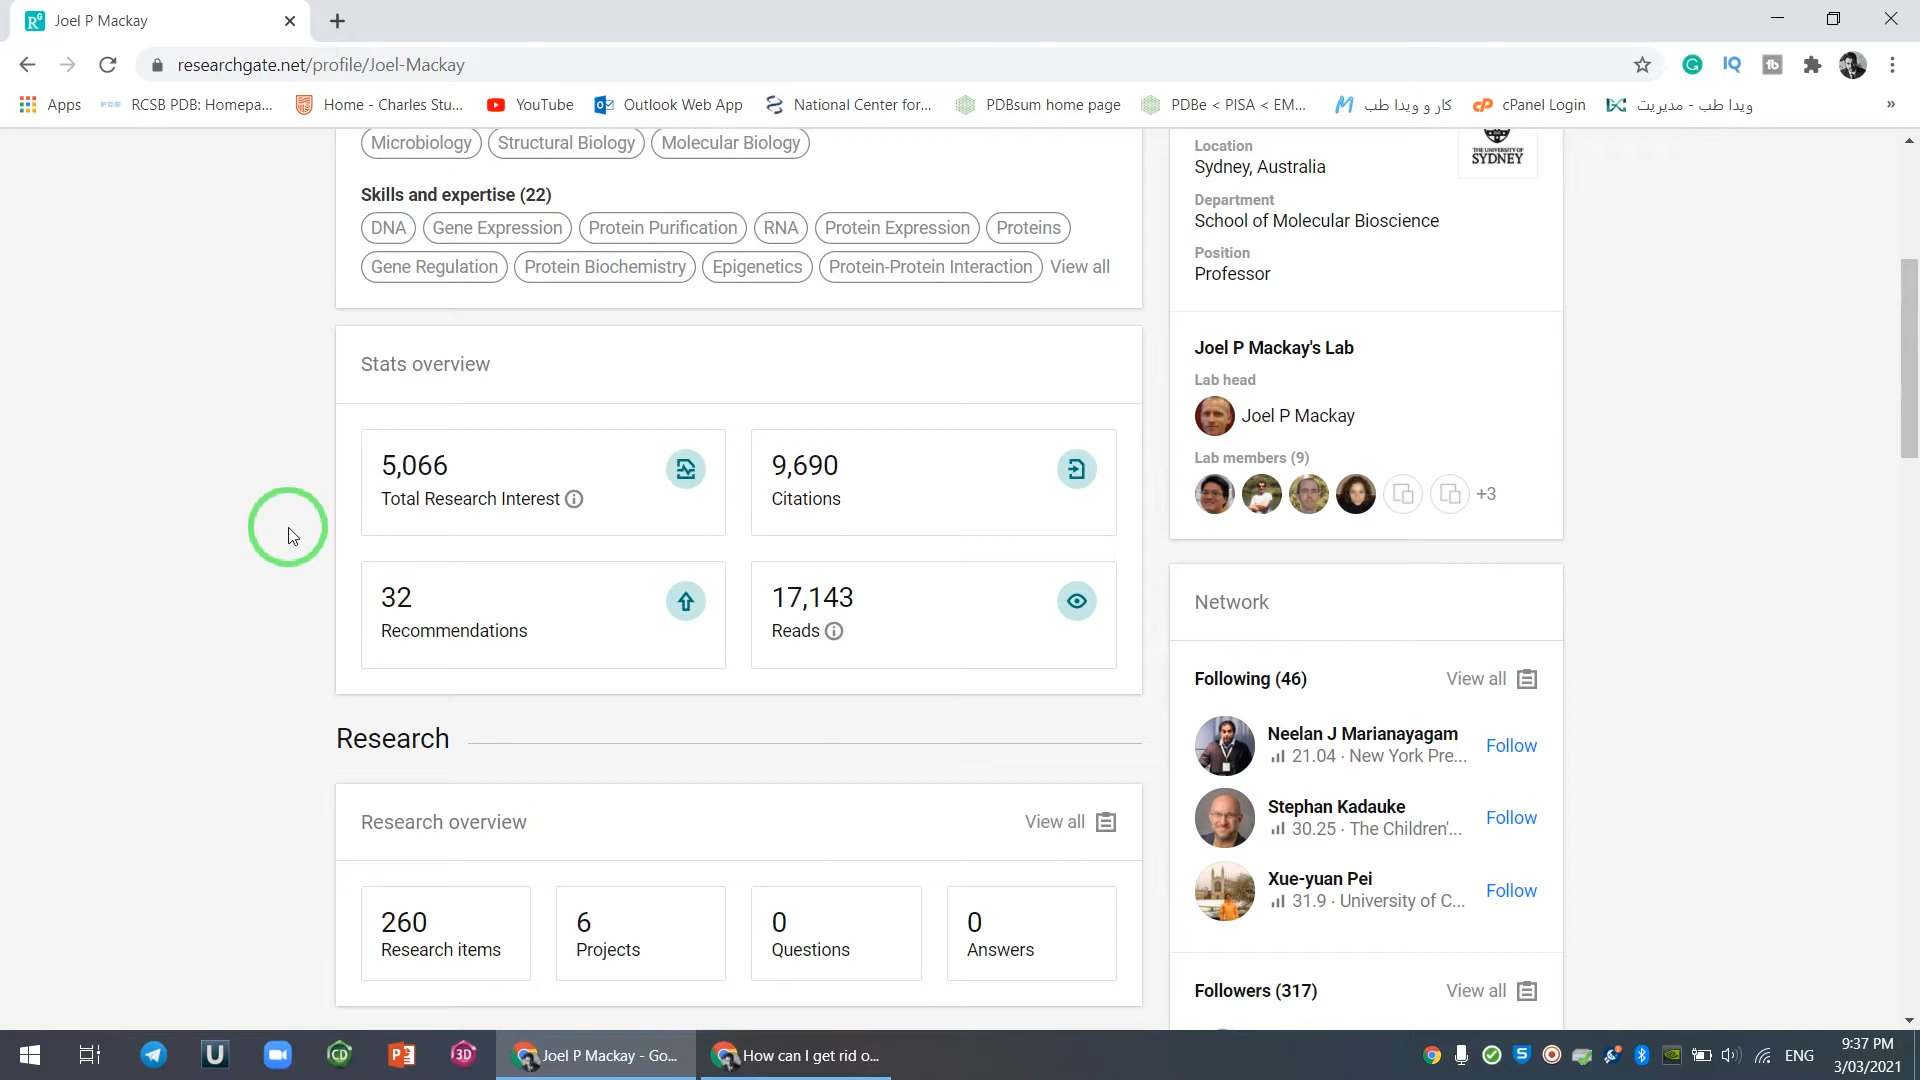 Joel P Mackay
researchgate.net/profile/Joel-Mackay
Apps
RCSB PDB: Homepa...
Home - Charles Stu...
YouTube
Outlook Web App
National Center for...
PDBsum home page
PDBe < PISA < EM...
کار و ویدا طب
cPanel Login
ویدا طب - مدیریت
»
Microbiology
Structural Biology
Molecular Biology
Skills and expertise (22)
DNA
Gene Expression
Protein Purification
RNA
Protein Expression
Proteins
Gene Regulation
Protein Biochemistry
Epigenetics
Protein-Protein Interaction
View all
Stats overview
5,066
Total Research Interest
9,690
Citations
32
Recommendations
17,143
Reads
Research
Research overview
View all
260
Research items
6
Projects
0
Questions
0
Answers
Location
Sydney, Australia
THE UNIVERSITY OF
SYDNEY
Department
School of Molecular Bioscience
Position
Professor
Joel P Mackay's Lab
Lab head
Joel P Mackay
Lab members (9)
+3
Network
Following (46)
View all
Neelan J Marianayagam
21.04 · New York Pre...
Follow
Stephan Kadauke
30.25 · The Children'...
Follow
Xue-yuan Pei
31.9 · University of C...
Follow
Followers (317)
View all
Joel P Mackay - Go...
How can I get rid o...
ENG
9:37 PM
3/03/2021